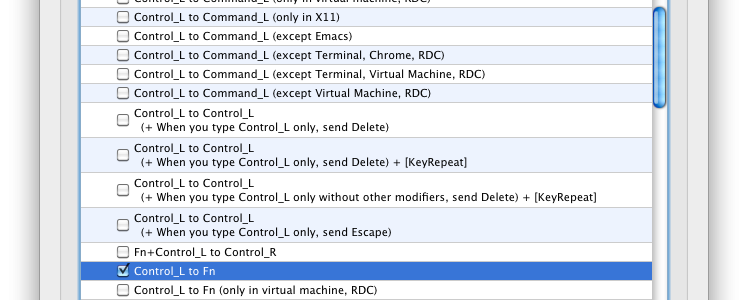 Control_L to Command_L (only in virtual machine, RDC)
Control_L to Command_L (only in X11)
Control_L to Command_L (except Emacs)
Control_L to Command_L (except Terminal, Chrome, RDC)
Control_L to Command_L (except Terminal, Virtual Machine, RDC)
Control_L to Command_L (except Virtual Machine, RDC)
Control_L to Control_L
(+ When you type Control_L only, send Delete)
Control_L to Control_L
(+ When you type Control_L only, send Delete) + [KeyRepeat]
Control_L to Control_L
(+ When you type Control_L only without other modifiers, send Delete) + [KeyRepeat]
Control_L to Control_L
(+ When you type Control_L only, send Escape)
Fn+Control_L to Control_R
Control_L to Fn
Control_L to Fn (only in virtual machine, RDC)